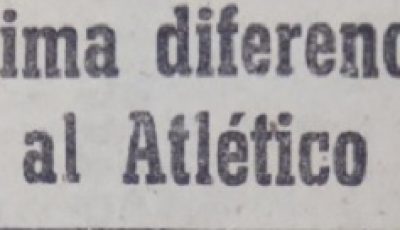 ima diferenc
al Atlético